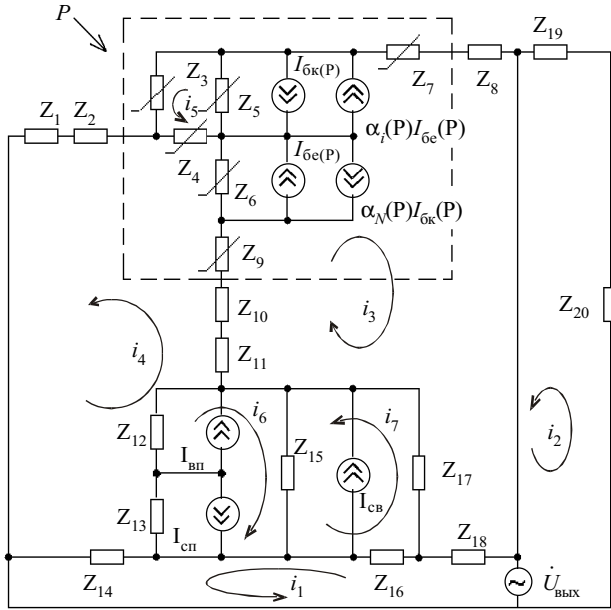 P
Z19
Z3
Iбк(P)
Z7
Z8
Z1
Z2
i5
Z5
αi(P)Iбе(P)
Z4
Iбе(P)
Z6
αN(P)Iбк(P)
Z9
Z10
i3
Z20
i4
Z11
i6
i7
Z12
Iвп
Z15
Z17
i2
Z13
Iсп
Iсв
Z14
i1
Z16
Z18
U̇вых